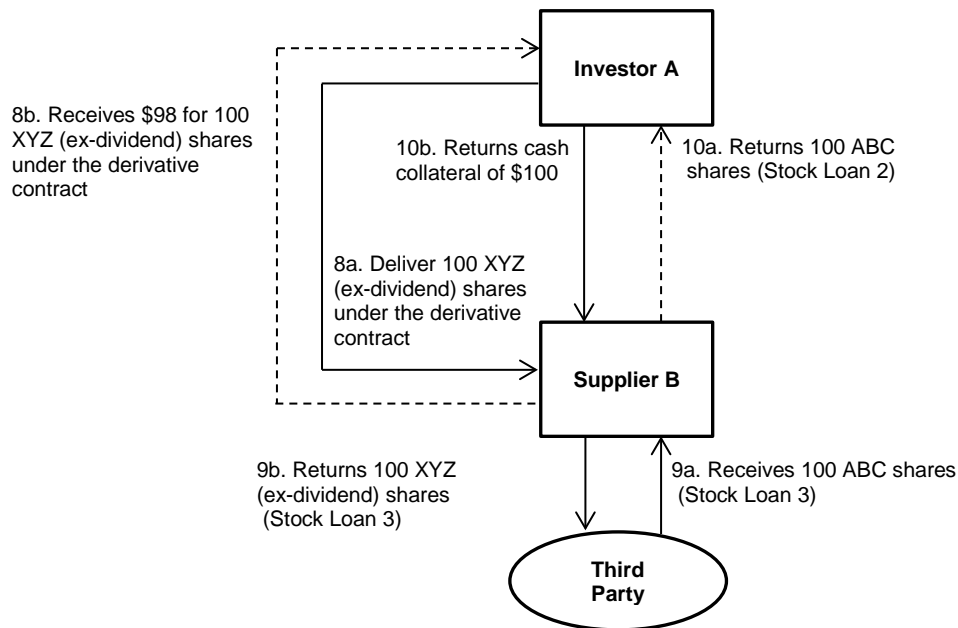 Investor A
8b. Receives $98 for 100
XYZ (ex-dividend) shares
under the derivative
contract
10b. Returns cash
collateral of $100
10a. Returns 100 ABC
shares (Stock Loan 2)
8a. Deliver 100 XYZ
(ex-dividend) shares
under the derivative
contract
Supplier B
9b. Returns 100 XYZ
(ex-dividend) shares
(Stock Loan 3)
9a. Receives 100 ABC shares
(Stock Loan 3)
Third
Party